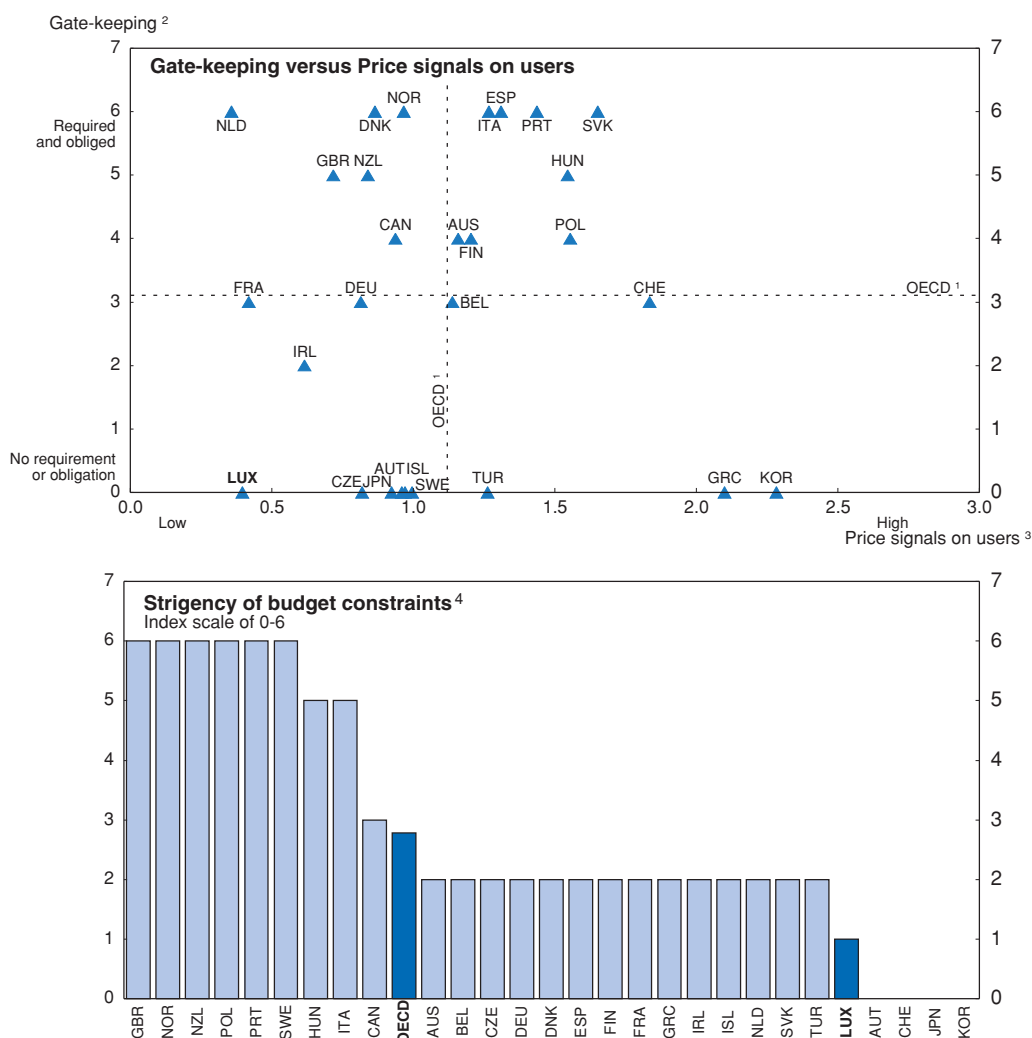 Gate-keeping 2
7 7
Gate-keeping versus Price signals on users
NOR ESP
6 6
Required
and obliged
NLD DNK ITA PRT SVK
GBR NZL HUN
5 5
CAN AUS POL
4 4
FIN
FRA DEU CHE OECD 1
3 BEL 3
IRL
2 2
OECD 1
1 1
No requirement
or obligation
LUX CZE JPN AUT ISL SWE TUR GRC KOR
0 0
0.0 0.5 1.0 1.5 2.0 2.5 3.0
Low High
Price signals on users 3
7 7
Strigency of budget constraints 4
Index scale of 0-6
6 6
5 5
4 4
3 3
2 2
1 1
0 0
GBR NOR NZL POL PRT SWE HUN ITA CAN OECD AUS BEL CZE DEU DNK ESP FIN FRA GRC IRL ISL NLD SVK TUR LUX AUT CHE JPN KOR